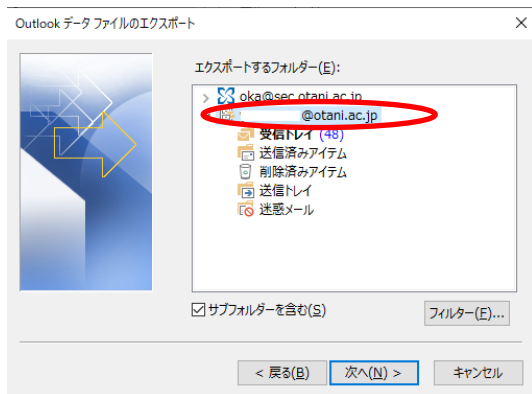 Outlook データ ファイルのエクスポート
エクスポートするフォルダー(E):
oka@sec.otani.ac.jp
@otani.ac.jp
受信トレイ (48)
送信済みアイテム
削除済みアイテム
送信トレイ
迷惑メール
サブフォルダーを含む(S)
フィルター(F)...
< 戻る(B)
次へ(N) >
キャンセル